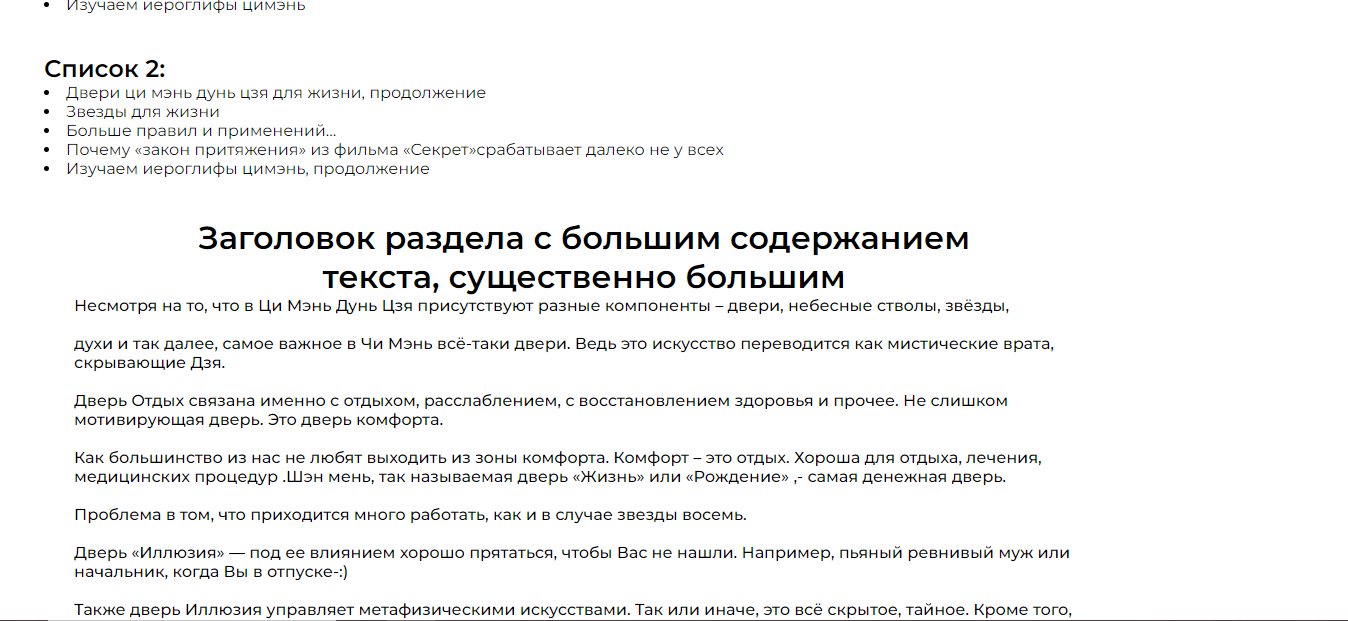 Изучаем иероглифы цимэнь
Список 2:
• Двери ци мэнь дунь цзя для жизни, продолжение
• Звезды для жизни
• Больше правил и применений...
• Почему «закон притяжения» из фильма «Секрет»срабатывает далеко не у всех
• Изучаем иероглифы цимэнь, продолжение
Заголовок раздела с большим содержанием
текста, существенно большим
Несмотря на то, что в Ци Мэнь Дунь Цзя присутствуют разные компоненты – двери, небесные стволы, звёзды,
духи и так далее, самое важное в Чи Мэнь всё-таки двери. Ведь это искусство переводится как мистические врата,
скрывающие Дзя.
Дверь Отдых связана именно с отдыхом, расслаблением, с восстановлением здоровья и прочее. Не слишком
мотивирующая дверь. Это дверь комфорта.
Как большинство из нас не любят выходить из зоны комфорта. Комфорт – это отдых. Хороша для отдыха, лечения,
медицинских процедур .Шэн мень, так называемая дверь «Жизнь» или «Рождение» ,- самая денежная дверь.
Проблема в том, что приходится много работать, как и в случае звезды восемь.
Дверь «Иллюзия» — под ее влиянием хорошо прятаться, чтобы Вас не нашли. Например, пьяный ревнивый муж или
начальник, когда Вы в отпуске-:)
Также дверь Иллюзия управляет метафизическими искусствами. Так или иначе, это всё скрытое, тайное. Кроме того,